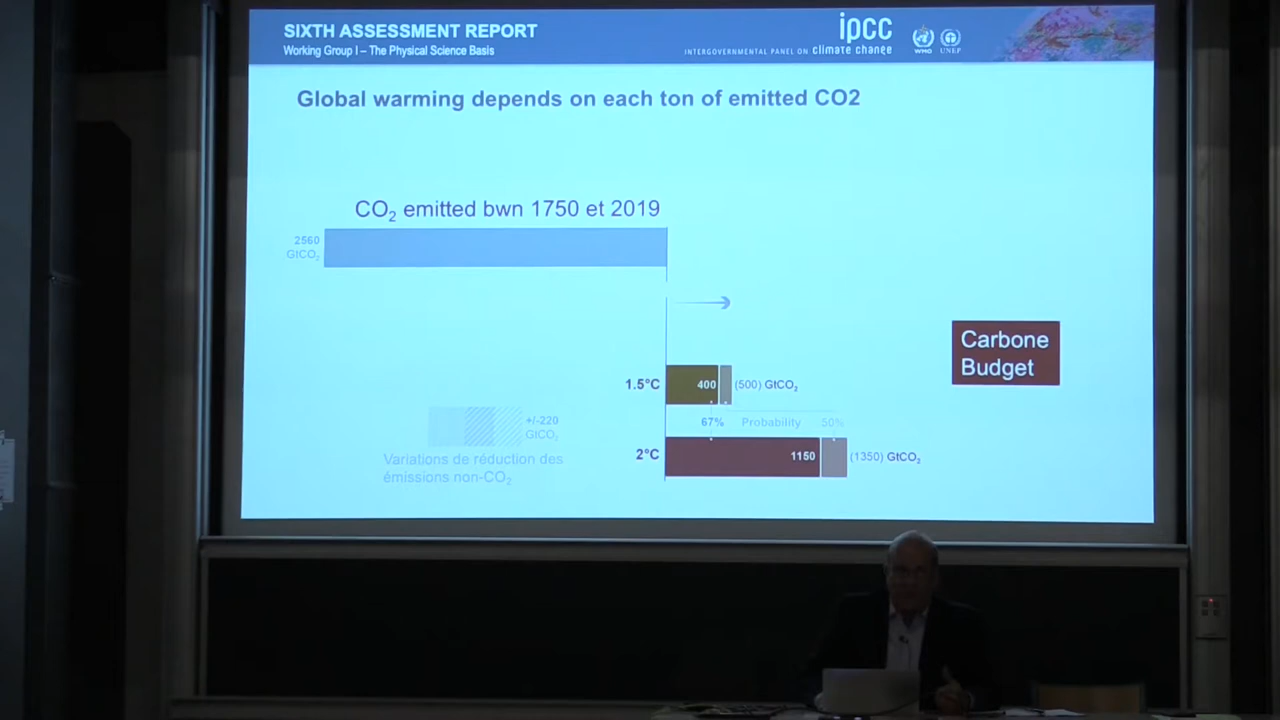 SIXTH ASSESSMENT REPORT
Working Group I – The Physical Science Basis
ipcc
INTERGOVERNMENTAL PANEL ON climate change
WMO
UNEP
Global warming depends on each ton of emitted CO2
CO₂ emitted bwn 1750 et 2019
2560
GtCO₂
Carbone
Budget
1.5°C
400
(500) GtCO₂
67% Probability 50%
+/-220
GtCO₂
2°C
1150
(1350) GtCO₂
Variations de réduction des
émissions non-CO₂